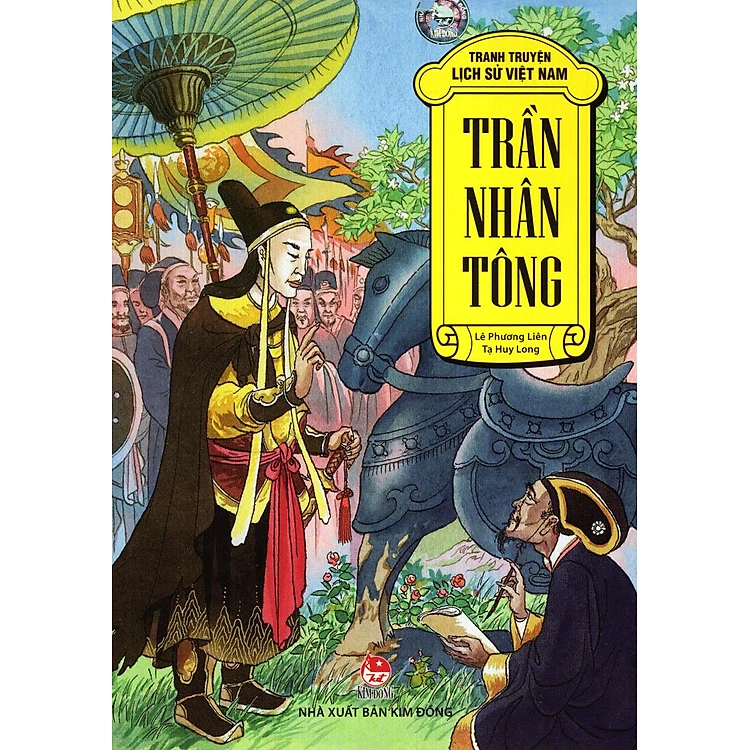 TRANH TRUYỆN
LỊCH SỬ VIỆT NAM
TRẦN
NHÂN
TÔNG
Lê Phương Liên
Tạ Huy Long
KIM ĐỒNG
NHÀ XUẤT BẢN KIM ĐỒNG